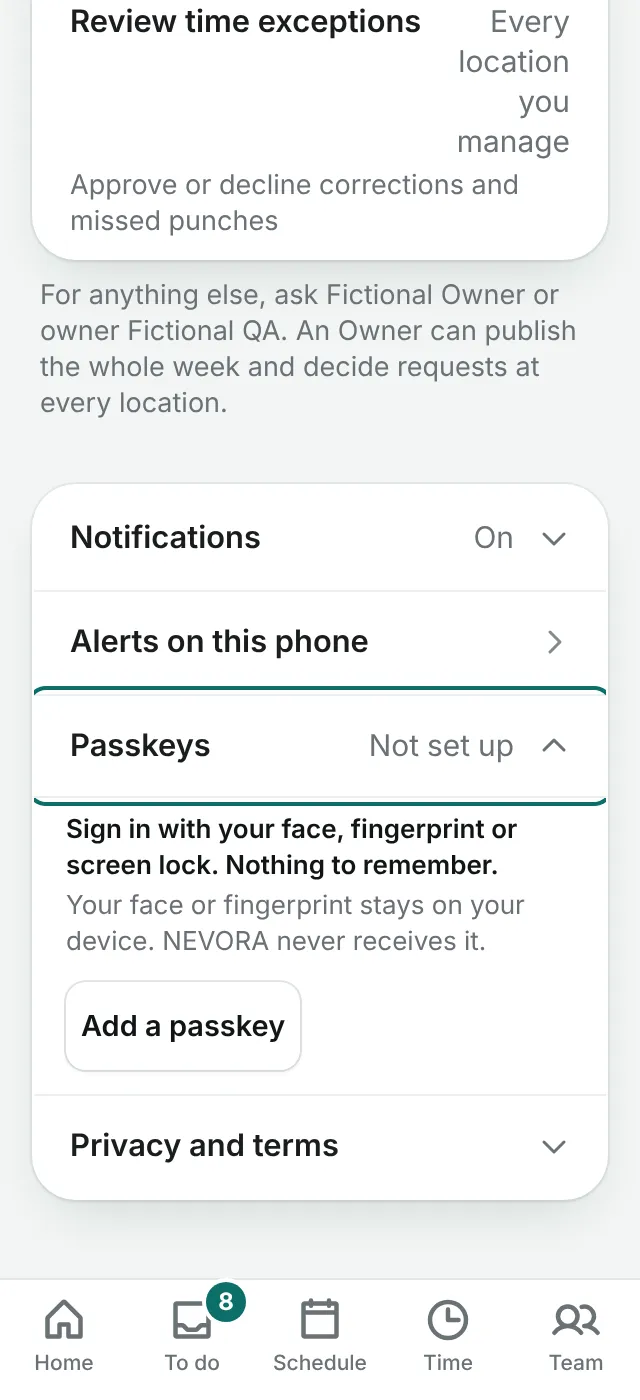 Review time exceptions
Every
location
you
manage
Approve or decline corrections and
missed punches
For anything else, ask Fictional Owner or
owner Fictional QA. An Owner can publish
the whole week and decide requests at
every location.
Notifications On
Alerts on this phone
Passkeys Not set up
Sign in with your face, fingerprint or
screen lock. Nothing to remember.
Your face or fingerprint stays on your
device. NEVORA never receives it.
Add a passkey
Privacy and terms
8
Home To do Schedule Time Team